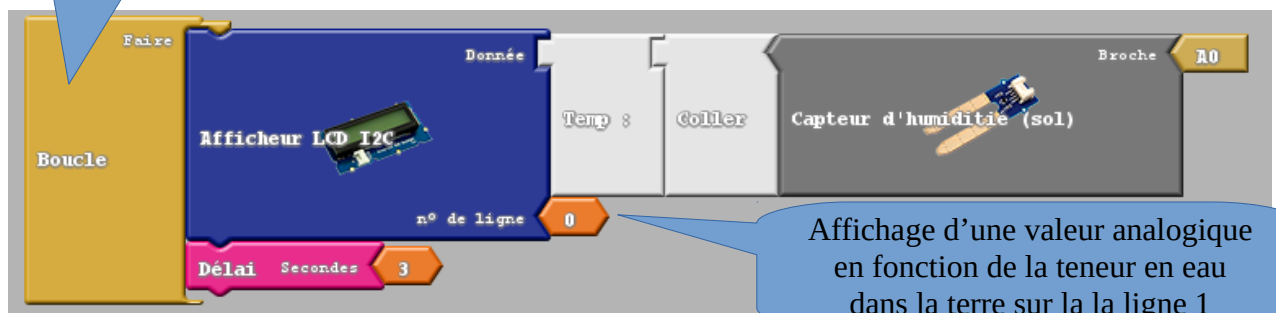 Faire
Donnée
Broche
A0
Temp :
Coller
Capteur d'humiditié (sol)
Afficheur LCD I2C
Boucle
n° de ligne
0
Délai Secondes 3
Affichage d’une valeur analogique
en fonction de la teneur en eau
dans la terre sur la la ligne 1